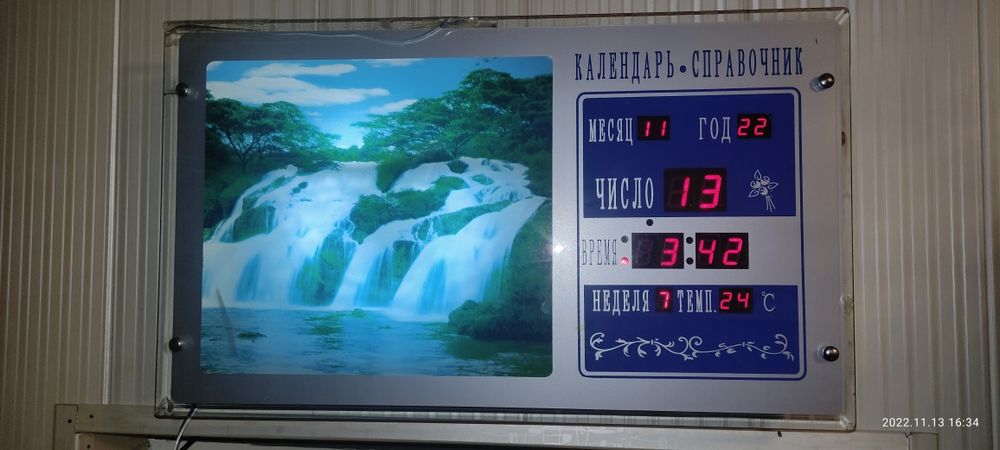 КАЛЕНДАРЬ•СПРАВОЧНИК
МЕСЯЦ 11 ГОД 22
ЧИСЛО 13
ВРЕМЯ 3:42
НЕДЕЛЯ 7 ТЕМП. 24 °C
2022.11.13 16:34